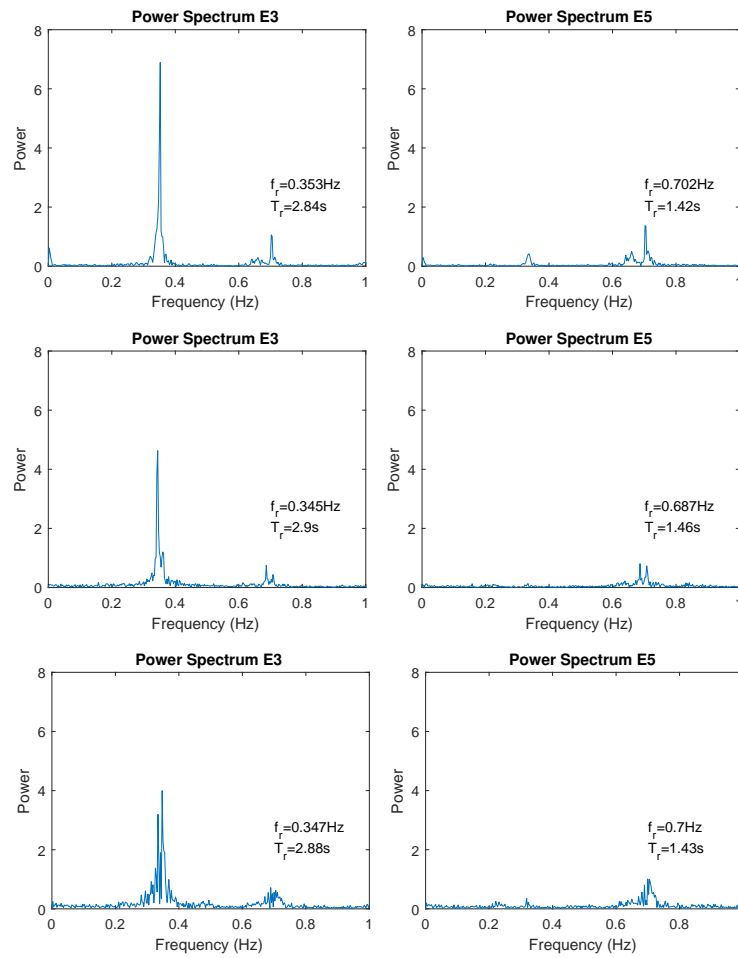 Power Spectrum E3
8
6
4
2
0
Power
f_r=0.353Hz
T_r=2.84s
0 0.2 0.4 0.6 0.8 1
Frequency (Hz)
Power Spectrum E5
8
6
4
2
0
Power
f_r=0.702Hz
T_r=1.42s
0 0.2 0.4 0.6 0.8
Frequency (Hz)
Power Spectrum E3
8
6
4
2
0
Power
f_r=0.345Hz
T_r=2.9s
0 0.2 0.4 0.6 0.8 1
Frequency (Hz)
Power Spectrum E5
8
6
4
2
0
Power
f_r=0.687Hz
T_r=1.46s
0 0.2 0.4 0.6 0.8
Frequency (Hz)
Power Spectrum E3
8
6
4
2
0
Power
f_r=0.347Hz
T_r=2.88s
0 0.2 0.4 0.6 0.8 1
Frequency (Hz)
Power Spectrum E5
8
6
4
2
0
Power
f_r=0.7Hz
T_r=1.43s
0 0.2 0.4 0.6 0.8
Frequency (Hz)